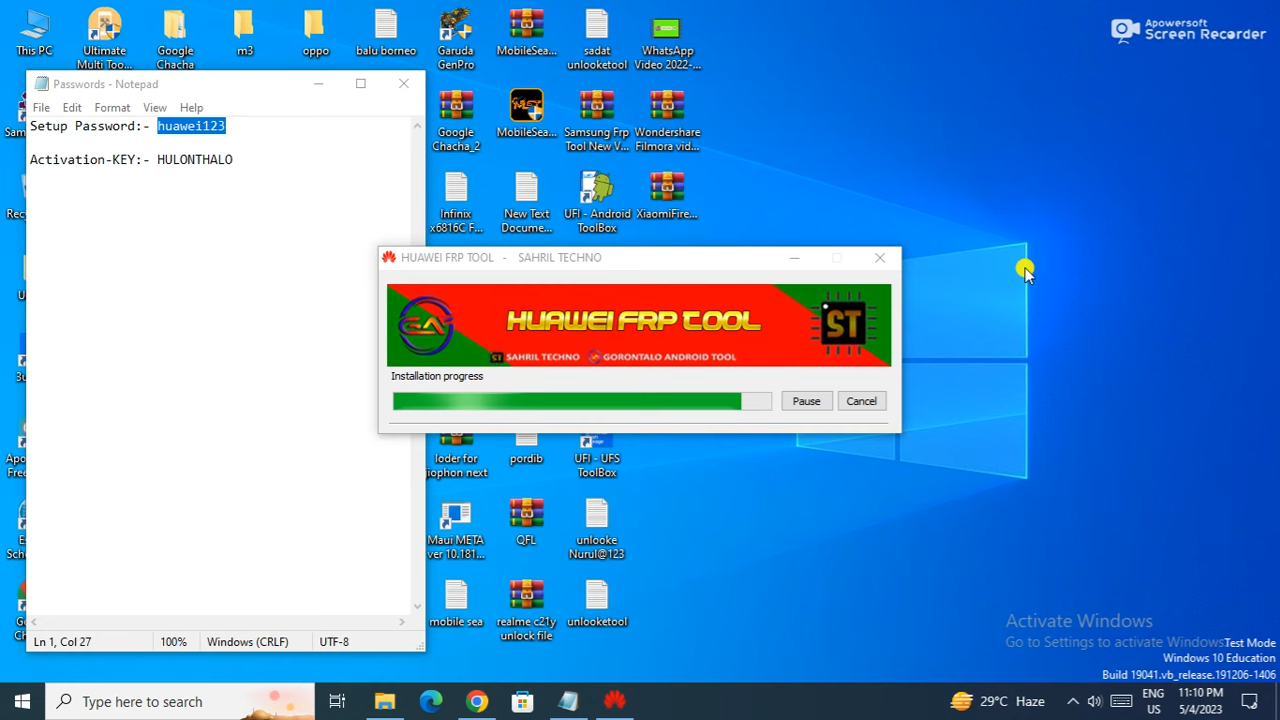 This PC
Ultimate
Multi Too...
Google
Chacha
m3
oppo
balu borneo
Garuda
GenPro
MobileSea...
sadat
unlooketool
WhatsApp
Video 2022-...
Apowersoft
Screen Recorder
Passwords - Notepad
File Edit Format View Help
Setup Password:- huawei123
Activation-KEY:- HULONTHALO
Google
Chacha_2
MobileSea...
Samsung Frp
Tool New V...
Wondershare
Filmora vid...
Infinix
x6816C F...
New Text
Docume...
UFI - Android
ToolBox
XiaomiFire...
HUAWEI FRP TOOL - SAHRIL TECHNO
GA
HUAWEI FRP TOOL
ST
ST SAHRIL TECHNO GORONTALO ANDROID TOOL
Installation progress
Pause
Cancel
loder for
jiophon next
pordib
UFI - UFS
ToolBox
Maui META
ver 10.181...
QFL
unlooke
Nurul@123
mobile sea
realme c21y
unlock file
unlooketool
Ln 1, Col 27 100% Windows (CRLF) UTF-8
Activate Windows
Go to Settings to activate Windows.
Test Mode
Windows 10 Education
Build 19041.vb_release.191206-1406
Type here to search
29°C Haze
ENG
US
11:10 PM
5/4/2023